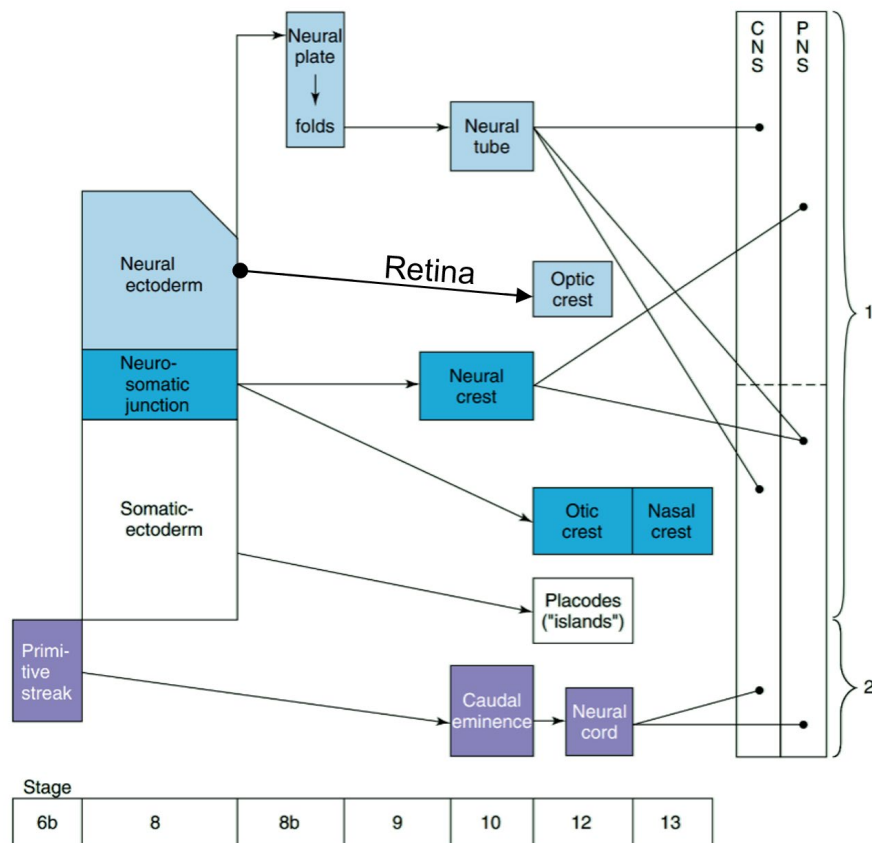 Neural
plate
folds
C
N
S
P
N
S
Neural
tube
Neural
ectoderm
Retina
Optic
crest
1
Neuro-
somatic
junction
Neural
crest
Somatic-
ectoderm
Otic
crest
Nasal
crest
Placodes
("islands")
Primi-
tive
streak
Caudal
eminence
Neural
cord
2
Stage
6b 8 8b 9 10 12 13